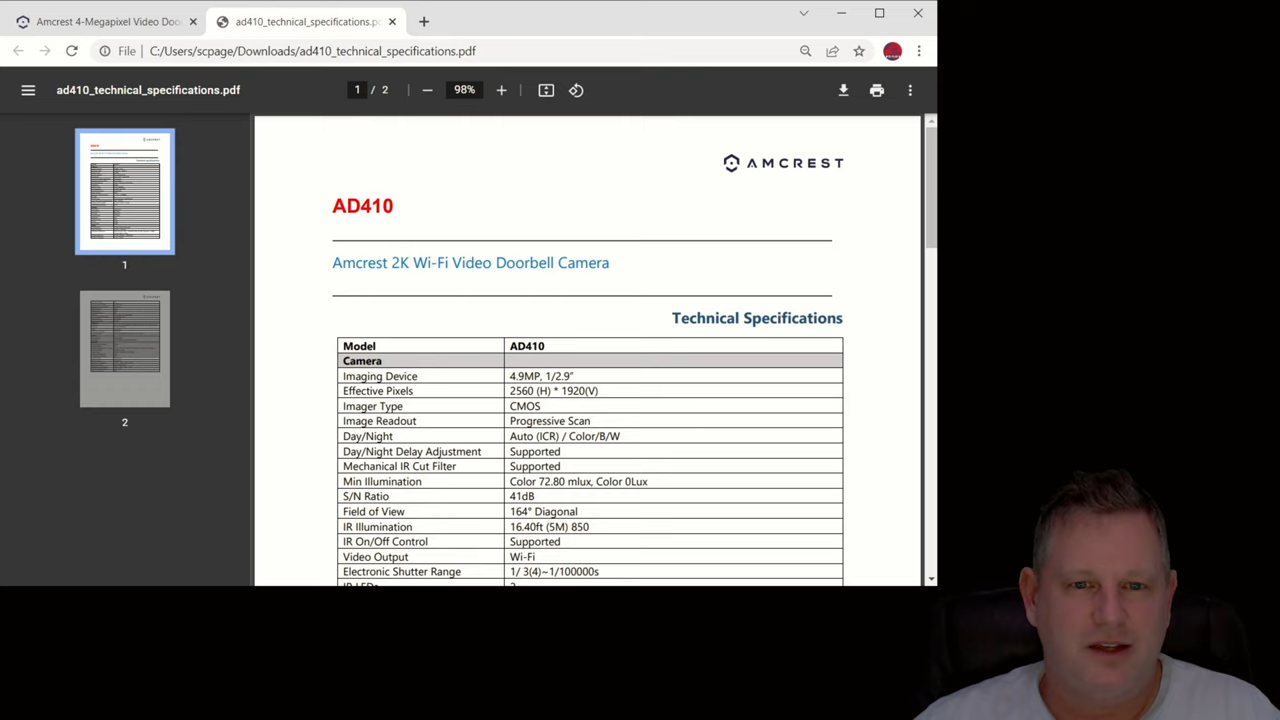 Amcrest 4-Megapixel Video Doo
ad410_technical_specifications.p
File C:/Users/scpage/Downloads/ad410_technical_specifications.pdf
ad410_technical_specifications.pdf
1 / 2
98%
1
2
AMCREST
AD410
Amcrest 2K Wi-Fi Video Doorbell Camera
Technical Specifications
Model AD410
Camera
Imaging Device 4.9MP, 1/2.9"
Effective Pixels 2560 (H) * 1920(V)
Imager Type CMOS
Image Readout Progressive Scan
Day/Night Auto (ICR) / Color/B/W
Day/Night Delay Adjustment Supported
Mechanical IR Cut Filter Supported
Min Illumination Color 72.80 mlux, Color 0Lux
S/N Ratio 41dB
Field of View 164° Diagonal
IR Illumination 16.40ft (5M) 850
IR On/Off Control Supported
Video Output Wi-Fi
Electronic Shutter Range 1/ 3(4)~1/100000s